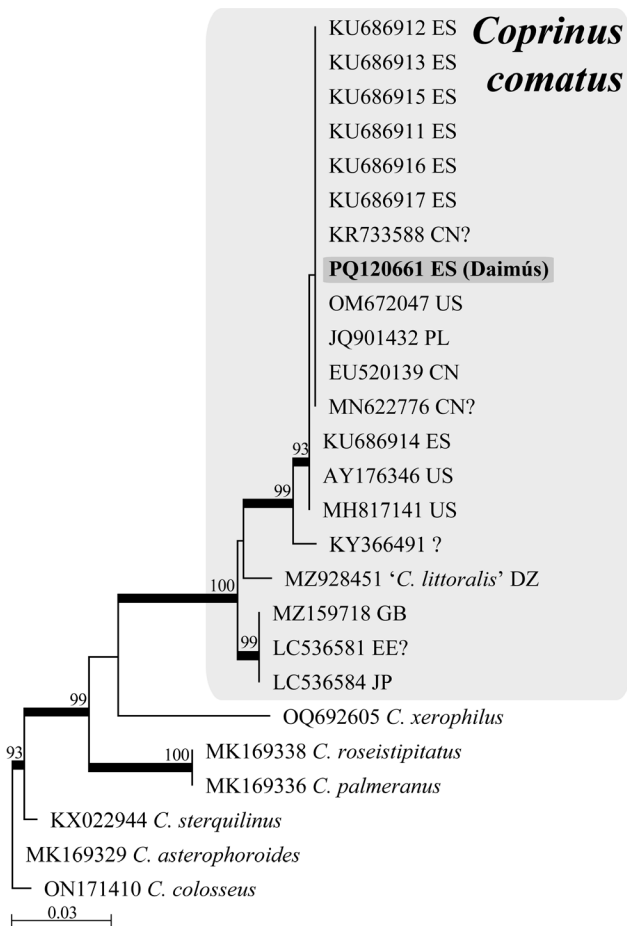 Coprinus
comatus
KU686912 ES
KU686913 ES
KU686915 ES
KU686911 ES
KU686916 ES
KU686917 ES
KR733588 CN?
PQ120661 ES (Daimús)
OM672047 US
JQ901432 PL
EU520139 CN
MN622776 CN?
KU686914 ES
93
AY176346 US
99
MH817141 US
KY366491 ?
MZ928451 ‘C. littoralis’ DZ
100
MZ159718 GB
99
LC536581 EE?
LC536584 JP
99
OQ692605 C. xerophilus
93
100
MK169338 C. roseistipitatus
MK169336 C. palmeranus
KX022944 C. sterquilinus
MK169329 C. asterophoroides
ON171410 C. colosseus
0.03